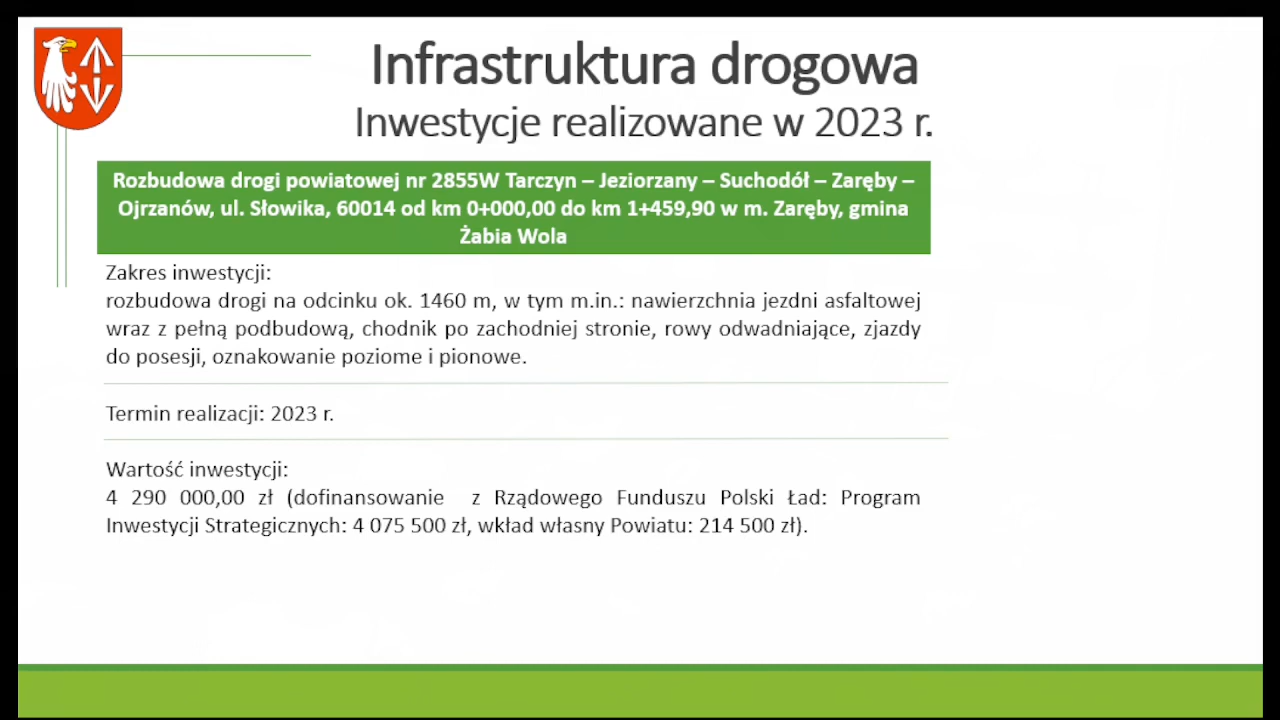 Infrastruktura drogowa
Inwestycje realizowane w 2023 r.
Rozbudowa drogi powiatowej nr 2855W Tarczyn – Jeziorzany – Suchodół – Zaręby –
Ojrzanów, ul. Słowika, 60014 od km 0+000,00 do km 1+459,90 w m. Zaręby, gmina
Żabia Wola
Zakres inwestycji:
rozbudowa drogi na odcinku ok. 1460 m, w tym m.in.: nawierzchnia jezdni asfaltowej
wraz z pełną podbudową, chodnik po zachodniej stronie, rowy odwadniające, zjazdy
do posesji, oznakowanie poziome i pionowe.
Termin realizacji: 2023 r.
Wartość inwestycji:
4 290 000,00 zł (dofinansowanie z Rządowego Funduszu Polski Ład: Program
Inwestycji Strategicznych: 4 075 500 zł, wkład własny Powiatu: 214 500 zł).